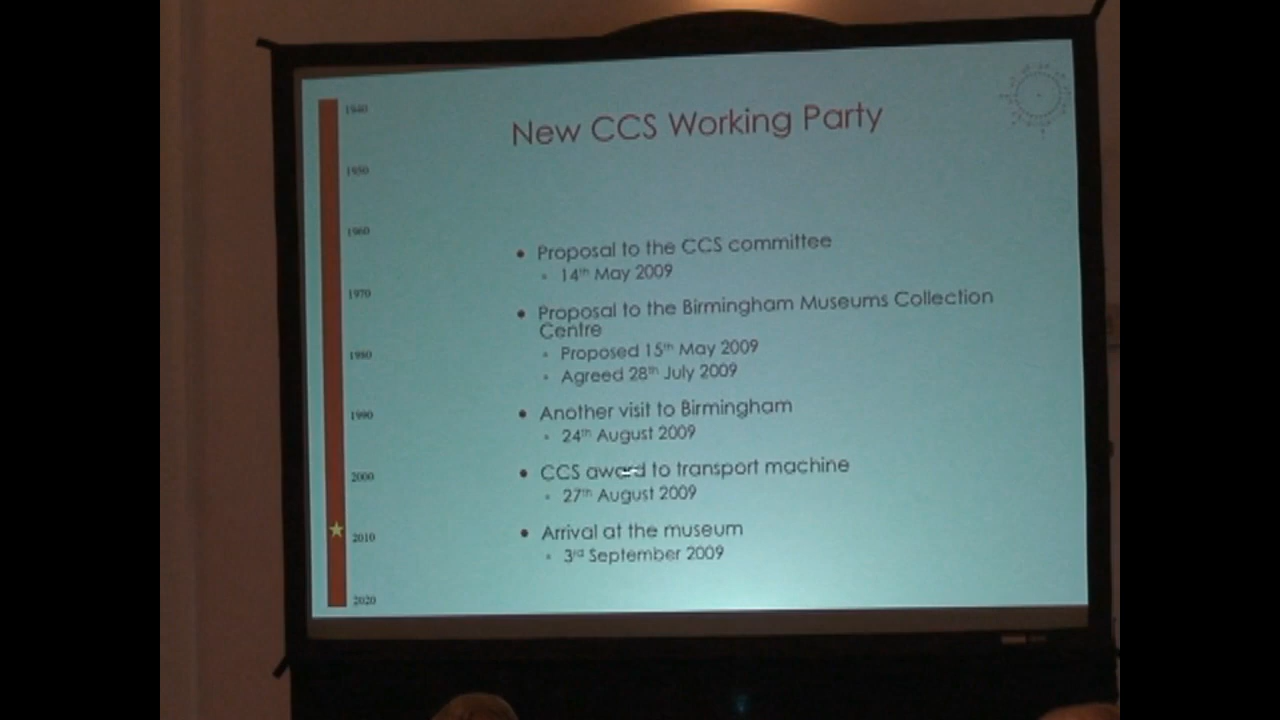 New CCS Working Party
1940
1950
1960
1970
1980
1990
2000
2010
2020
• Proposal to the CCS committee
14th May 2009
• Proposal to the Birmingham Museums Collection
Centre
Proposed 15th May 2009
Agreed 28th July 2009
• Another visit to Birmingham
24th August 2009
• CCS award to transport machine
27th August 2009
• Arrival at the museum
3rd September 2009